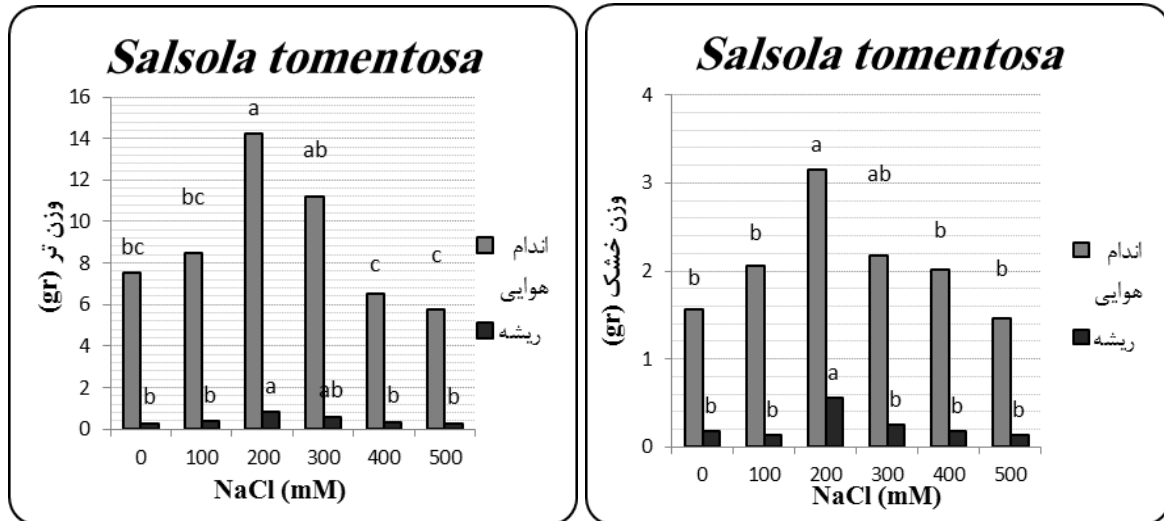 Salsola tomentosa
وزن تر (gr)
16
14
12
10
8
6
4
2
0
bc
bc
a
ab
c
c
b
b
a
ab
b
b
0 100 200 300 400 500
NaCl (mM)
اندام
هوایی
ریشه
Salsola tomentosa
وزن خشک (gr)
4
3
2
1
0
b
b
a
ab
b
b
b
b
a
b
b
b
0 100 200 300 400 500
NaCl (mM)
اندام
هوایی
ریشه